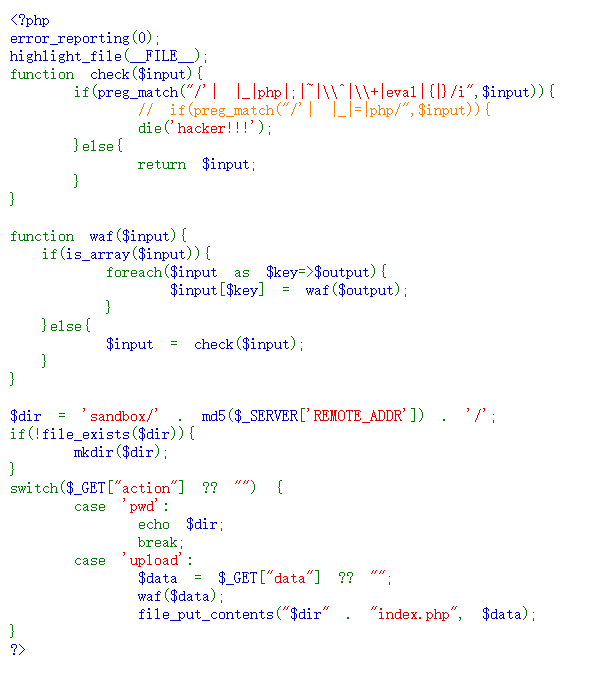 <?php
error_reporting(0);
highlight_file(__FILE__);
function check($input){
if(preg_match("/'| |_|php|;|~|\\^|\\+|eval|{|}/i",$input)){
// if(preg_match("/'| |_|=|php/",$input)){
die('hacker!!!');
}else{
return $input;
}
}
function waf($input){
if(is_array($input)){
foreach($input as $key=>$output){
$input[$key] = waf($output);
}
}else{
$input = check($input);
}
}
$dir = 'sandbox/' . md5($_SERVER['REMOTE_ADDR']) . '/';
if(!file_exists($dir)){
mkdir($dir);
}
switch($_GET["action"] ?? "") {
case 'pwd':
echo $dir;
break;
case 'upload':
$data = $_GET["data"] ?? "";
waf($data);
file_put_contents("$dir" . "index.php", $data);
}
?>